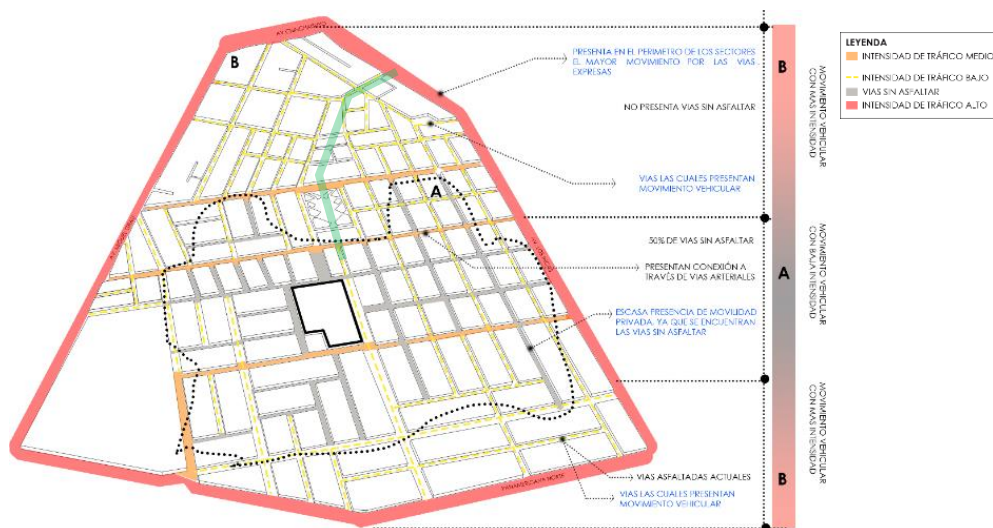 B
PRESENTA EN EL PERIMETRO DE LOS SECTORES
EL MAYOR MOVIMIENTO POR LAS VIAS
EXPRESAS
NO PRESENTA VIAS SIN ASFALTAR
VIAS LAS CUALES PRESENTAN
MOVIMIENTO VEHICULAR
A
50% DE VIAS SIN ASFALTAR
PRESENTAN CONEXIÓN A
TRAVÉS DE VIAS ARTERIALES
ESCASA PRESENCIA DE MOVILIDAD
PRIVADA, YA QUE SE ENCUENTRAN
LAS VIAS SIN ASFALTAR
VIAS ASFALTADAS ACTUALES
VIAS LAS CUALES PRESENTAN
MOVIMIENTO VEHICULAR
PANAMERICANA NORTE
B
MOVIMIENTO VEHICULAR
CON MAS INTENSIDAD
A
MOVIMIENTO VEHICULAR
CON BAJA INTENSIDAD
B
MOVIMIENTO VEHICULAR
CON MAS INTENSIDAD
LEYENDA
INTENSIDAD DE TRÁFICO MEDIO
INTENSIDAD DE TRÁFICO BAJO
VIAS SIN ASFALTAR
INTENSIDAD DE TRÁFICO ALTO